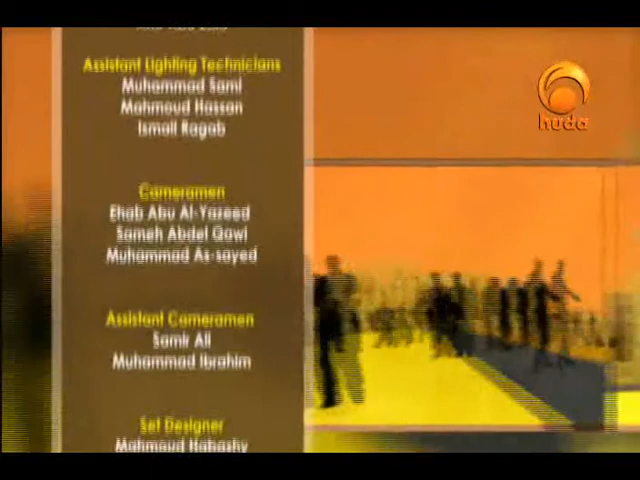 Assistant Lighting Technicians
Muhammad Sami
Mahmoud Hassan
Ismail Ragab
huda
Cameramen
Ehab Abu Al-Yazeed
Sameh Abdel Qawi
Muhammad As-sayed
Assistant Cameramen
Samir Ali
Muhammad Ibrahim
Set Designer
Mahmoud Habashy